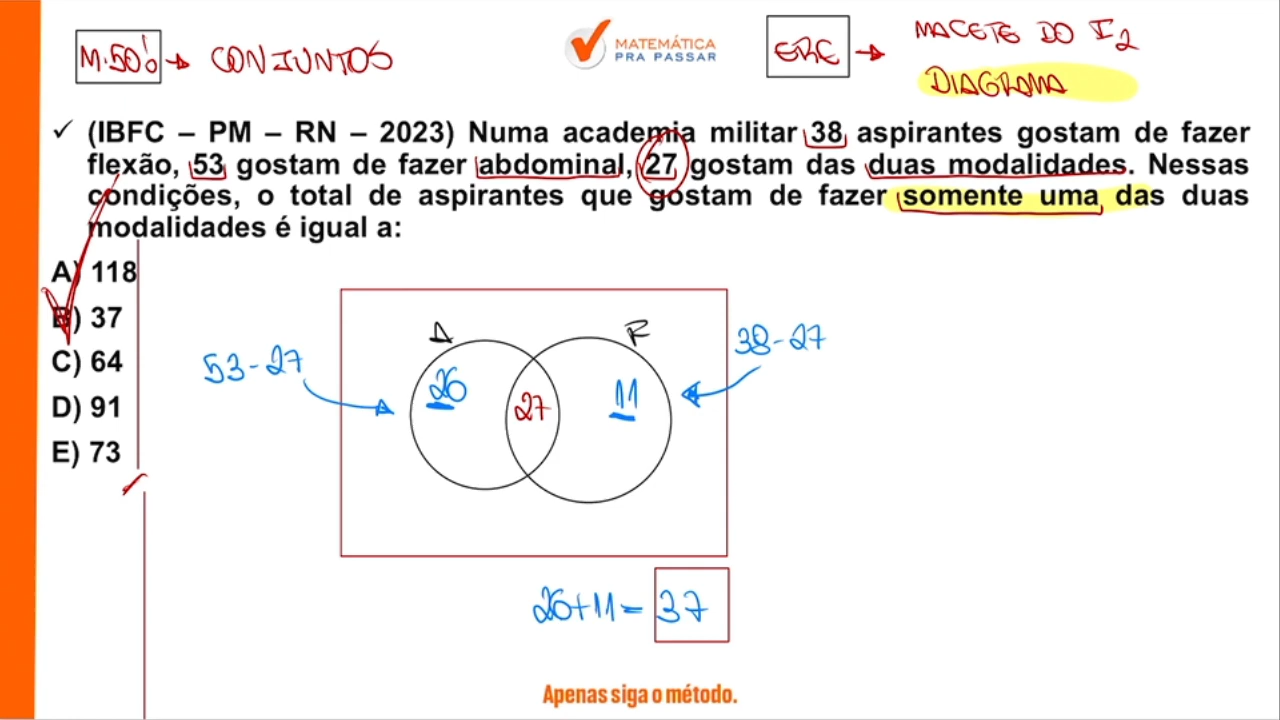 M.50! → CONJUNTOS
MATEMÁTICA
PRA PASSAR
ERE → MACETE DO I2
DIAGRAMA
✓ (IBFC – PM – RN – 2023) Numa academia militar 38 aspirantes gostam de fazer
flexão, 53 gostam de fazer abdominal, 27 gostam das duas modalidades. Nessas
condições, o total de aspirantes que gostam de fazer somente uma das duas
modalidades é igual a:
A) 118
B) 37
C) 64
D) 91
E) 73
A
F
53-27
26
27
11
38-27
26+11=37
Apenas siga o método.